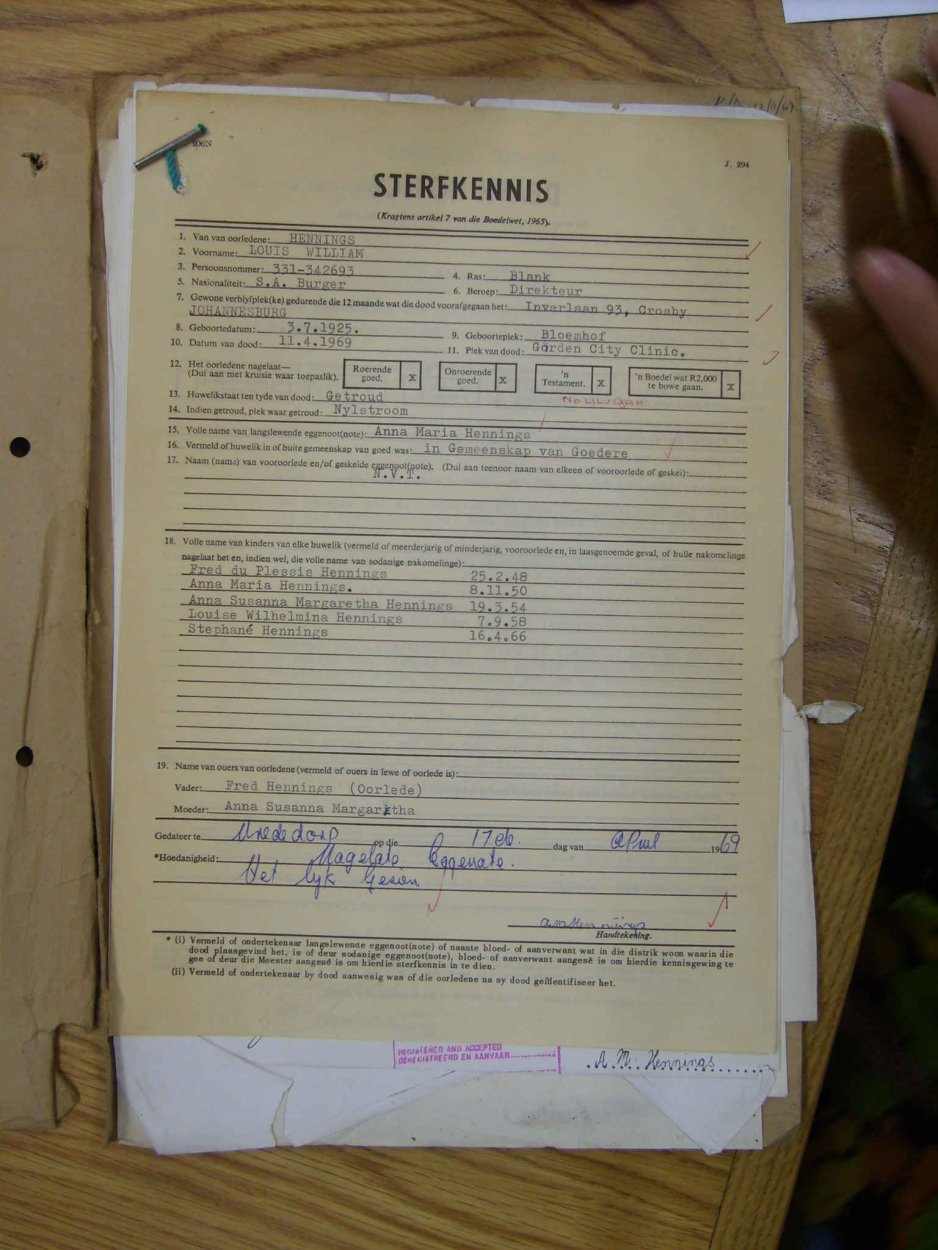 206N
J. 294
STERFKENNIS
(Kragtens artikel 7 van die Boedelwet, 1965).
1. Van van oorledene: HENNINGS
2. Voorname: LOUIS WILLIAM
3. Persoonsnommer: 331-342693
4. Ras: Blank
5. Nasionaliteit: S.A. Burger
6. Beroep: Direkteur
7. Gewone verblyfplek(ke) gedurende die 12 maande wat die dood voorafgegaan het: Inverlaan 93, Crosby
JOHANNESBURG
8. Geboortedatum: 3.7.1925.
9. Geboorteplek: Bloemhof
10. Datum van dood: 11.4.1969
11. Plek van dood: Garden City Clinic.
12. Het oorledene nagelaat—
(Dui aan met kruisie waar toepaslik).
Roerende goed. X
Onroerende goed. X
'n Testament. X
'n Boedel wat R2,000 te bowe gaan. X
13. Huwelikstaat ten tyde van dood: Getroud
14. Indien getroud, plek waar getroud: Nylstroom
15. Volle name van langslewende eggenoot(note): Anna Maria Hennings
16. Vermeld of huwelik in of buite gemeenskap van goed was: in Gemeenskap van Goedere
17. Naam (name) van vooroorlede en/of geskeide eggenoot(note). (Dui aan teenoor naam van elkeen of vooroorlede of geskei):
N.V.T.
18. Volle name van kinders van elke huwelik (vermeld of meerderjarig of minderjarig, vooroorlede en, in laasgenoemde geval, of hulle nakomelinge
nagelaat het en, indien wel, die volle name van sodanige nakomelinge):
Fred du Plessis Hennings 25.2.48
Anna Maria Hennings. 8.11.50
Anna Susanna Margaretha Hennings 19.3.54
Louise Wilhelmina Hennings 7.9.58
Stephané Hennings 16.4.66
19. Name van ouers van oorledene (vermeld of ouers in lewe of oorlede is):
Vader: Fred Hennings (Oorlede)
Moeder: Anna Susanna Margaretha
Gedateer te Vrededorp op die 17de dag van April 1969
*Hoedanigheid: Nagelate Eggenote.
Het lyk Gesien
amHennings
Handtekening.
* (i) Vermeld of ondertekenaar langslewende eggenoot(note) of naaste bloed- of aanverwant wat in die distrik woon waarin die
dood plaasgevind het, is of deur sodanige eggenoot(note), bloed- of aanverwant aangesê is om hierdie kennisgewing te
gee of deur die Meester aangesê is om hierdie sterfkennis in te dien.
(ii) Vermeld of ondertekenaar by dood aanwesig was of die oorledene na sy dood geïdentifiseer het.
REGISTERED AND ACCEPTED
GEREGISTREERD EN AANVAAR
A. M. Hennings